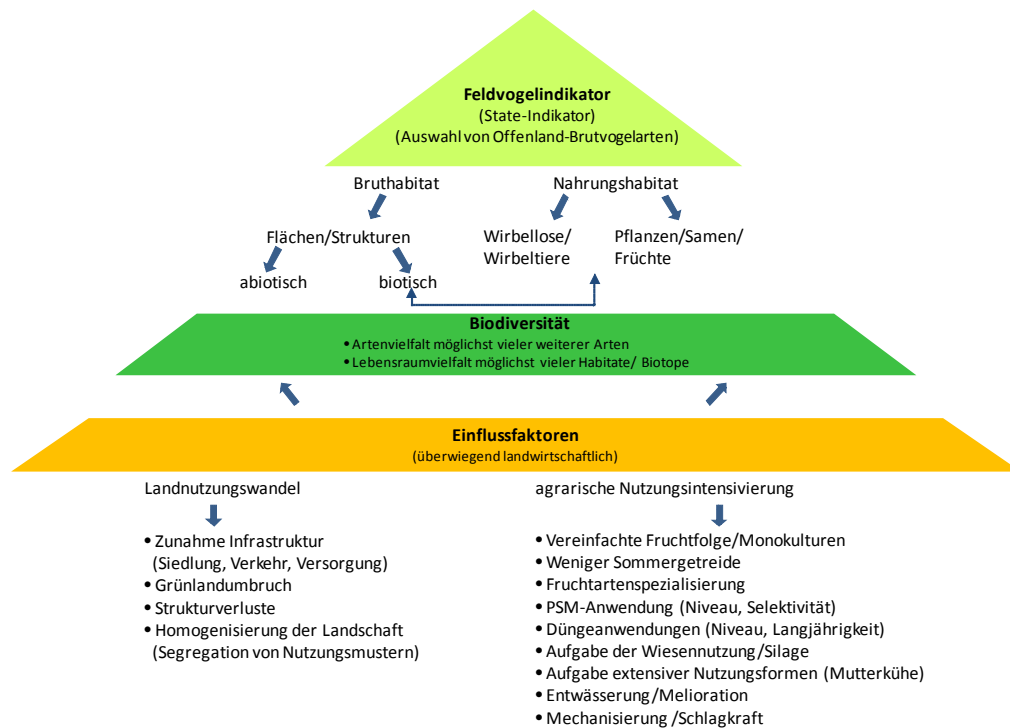 Feldvogelindikator
(State-Indikator)
(Auswahl von Offenland-Brutvogelarten)
Bruthabitat
Nahrungshabitat
Flächen/Strukturen
Wirbellose/
Wirbeltiere
Pflanzen/Samen/
Früchte
abiotisch
biotisch
Biodiversität
• Artenvielfalt möglichst vieler weiterer Arten
• Lebensraumvielfalt möglichst vieler Habitate/ Biotope
Einflussfaktoren
(überwiegend landwirtschaftlich)
Landnutzungswandel
• Zunahme Infrastruktur
(Siedlung, Verkehr, Versorgung)
• Grünlandumbruch
• Strukturverluste
• Homogenisierung der Landschaft
(Segregation von Nutzungsmustern)
agrarische Nutzungsintensivierung
• Vereinfachte Fruchtfolge/Monokulturen
• Weniger Sommergetreide
• Fruchtartenspezialisierung
• PSM-Anwendung (Niveau, Selektivität)
• Düngeanwendungen (Niveau, Langjährigkeit)
• Aufgabe der Wiesennutzung/Silage
• Aufgabe extensiver Nutzungsformen (Mutterkühe)
• Entwässerung/Melioration
• Mechanisierung/Schlagkraft